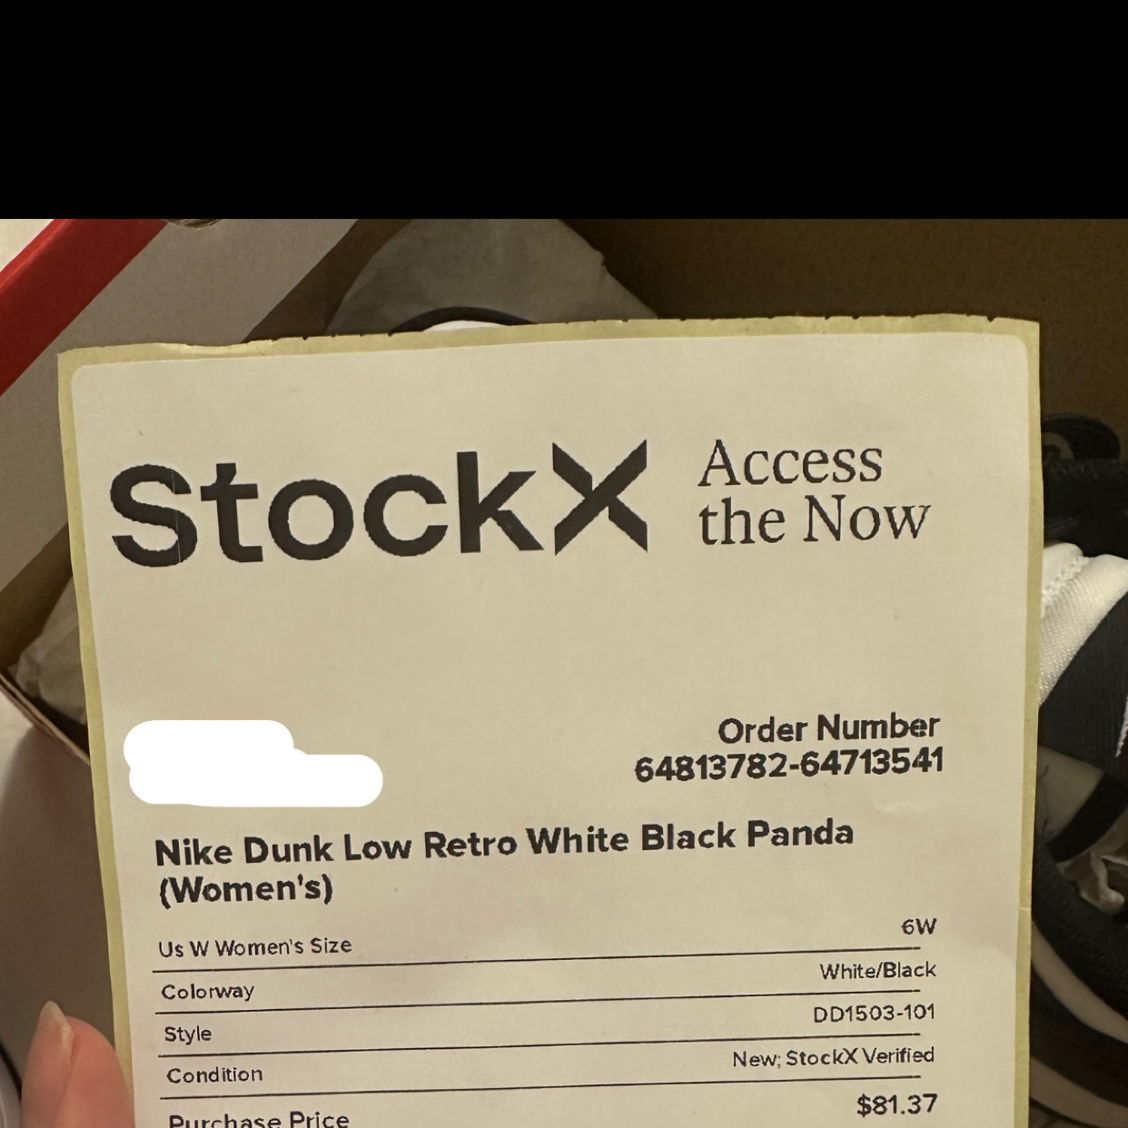 StockX
Access
the Now
Order Number
64813782-64713541
Nike Dunk Low Retro White Black Panda
(Women's)
Us W Women's Size 6W
Colorway White/Black
Style DD1503-101
Condition New; StockX Verified
Purchase Price $81.37